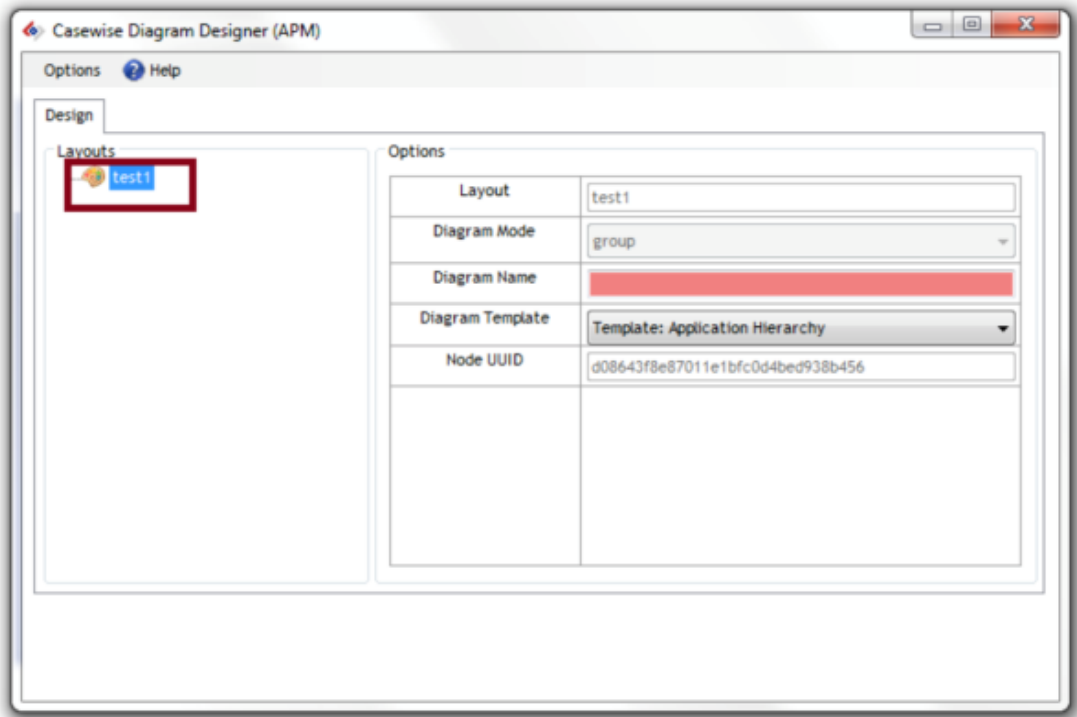 Casewise Diagram Designer (APM)
Options Help
Design
Layouts
test1
Options
Layout test1
Diagram Mode group
Diagram Name
Diagram Template Template: Application Hierarchy
Node UUID d08643f8e87011e1bfc0d4bed938b456